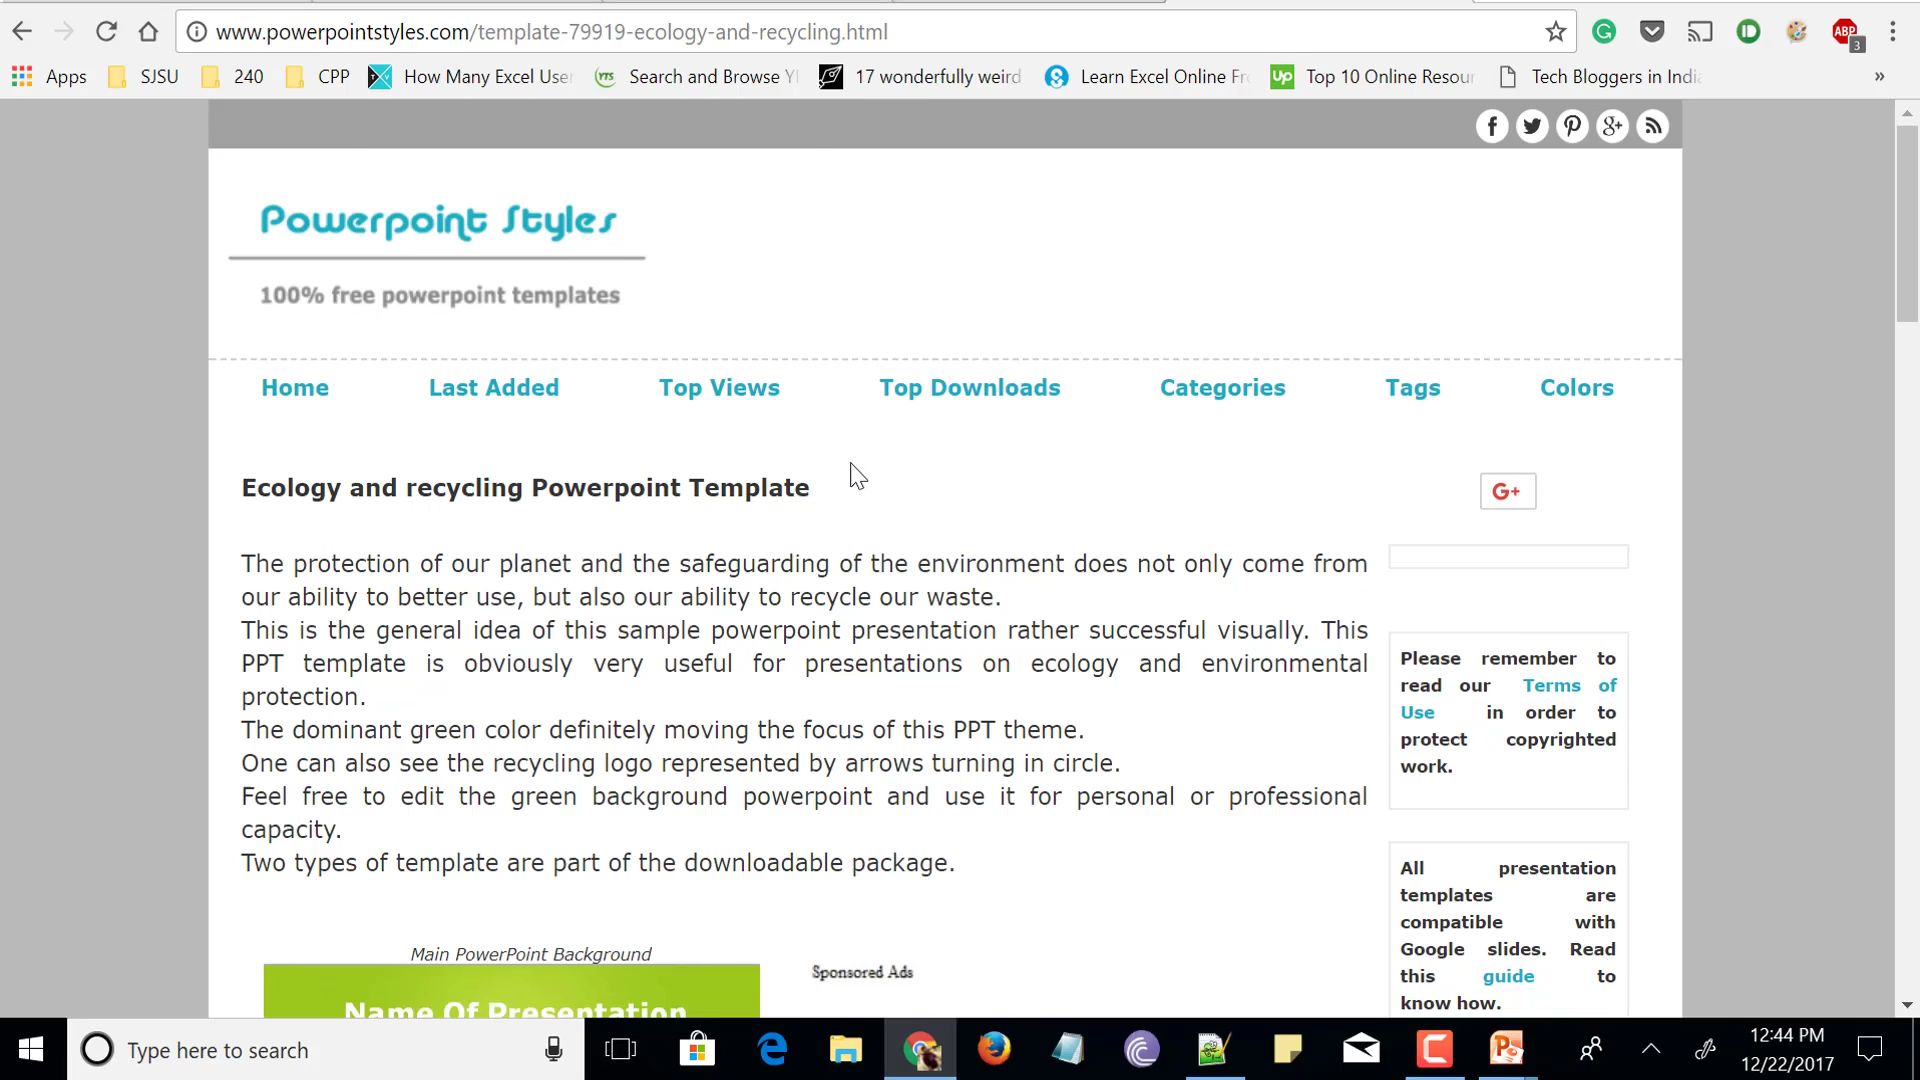 www.powerpointstyles.com/template-79919-ecology-and-recycling.html
ABP
3
Apps SJSU 240 CPP How Many Excel User Search and Browse Y 17 wonderfully weird Learn Excel Online Fr Top 10 Online Resour Tech Bloggers in India »
Powerpoint Styles
100% free powerpoint templates
Home Last Added Top Views Top Downloads Categories Tags Colors
Ecology and recycling Powerpoint Template
G+
The protection of our planet and the safeguarding of the environment does not only come from
our ability to better use, but also our ability to recycle our waste.
This is the general idea of this sample powerpoint presentation rather successful visually. This
PPT template is obviously very useful for presentations on ecology and environmental
protection.
The dominant green color definitely moving the focus of this PPT theme.
One can also see the recycling logo represented by arrows turning in circle.
Feel free to edit the green background powerpoint and use it for personal or professional
capacity.
Two types of template are part of the downloadable package.
Please remember to
read our Terms of
Use in order to
protect copyrighted
work.
All presentation
templates are
compatible with
Google slides. Read
this guide to
know how.
Main PowerPoint Background
Name Of Presentation
Sponsored Ads
Type here to search
12:44 PM
12/22/2017